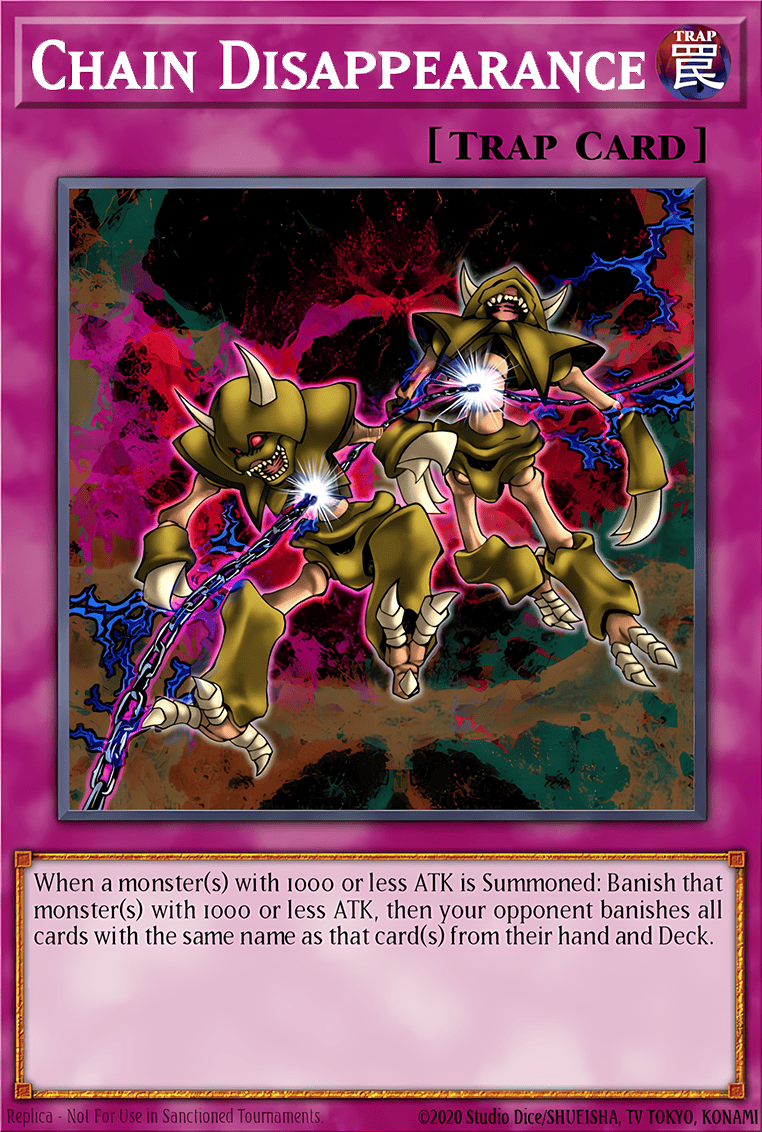 Chain Disappearance
TRAP
罠
[Trap Card]
When a monster(s) with 1000 or less ATK is Summoned: Banish that
monster(s) with 1000 or less ATK, then your opponent banishes all
cards with the same name as that card(s) from their hand and Deck.
Replica - Not For Use in Sanctioned Tournaments.
©2020 Studio Dice/SHUEISHA, TV TOKYO, KONAMI